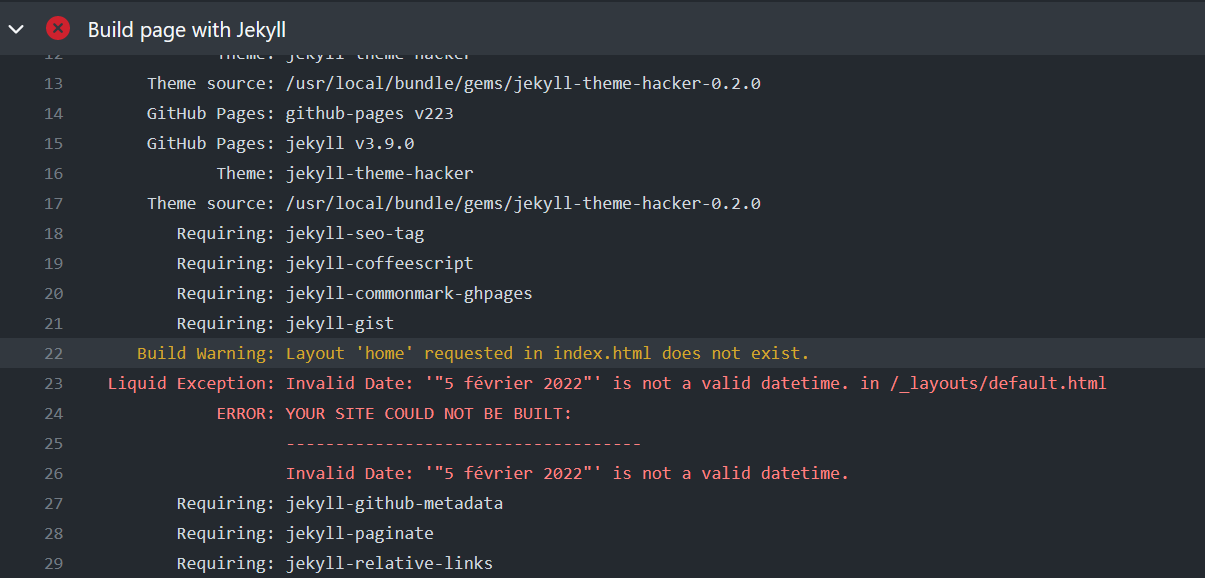 Build page with Jekyll
12 Theme: jekyll-theme-hacker
13 Theme source: /usr/local/bundle/gems/jekyll-theme-hacker-0.2.0
14 GitHub Pages: github-pages v223
15 GitHub Pages: jekyll v3.9.0
16 Theme: jekyll-theme-hacker
17 Theme source: /usr/local/bundle/gems/jekyll-theme-hacker-0.2.0
18 Requiring: jekyll-seo-tag
19 Requiring: jekyll-coffeescript
20 Requiring: jekyll-commonmark-ghpages
21 Requiring: jekyll-gist
22 Build Warning: Layout 'home' requested in index.html does not exist.
23 Liquid Exception: Invalid Date: '"5 février 2022"' is not a valid datetime. in /_layouts/default.html
24 ERROR: YOUR SITE COULD NOT BE BUILT:
25 ------------------------------------
26 Invalid Date: '"5 février 2022"' is not a valid datetime.
27 Requiring: jekyll-github-metadata
28 Requiring: jekyll-paginate
29 Requiring: jekyll-relative-links